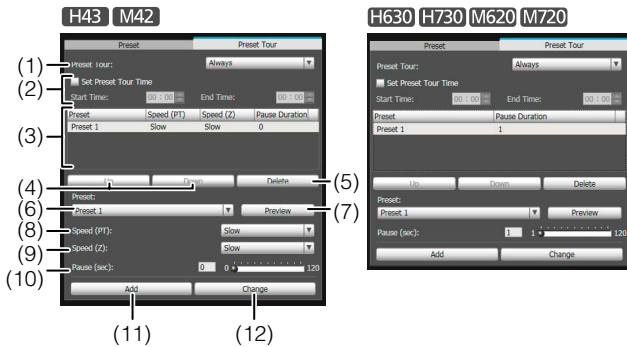 H43 M42
Preset Preset Tour
(1) Preset Tour: Always
(2) Set Preset Tour Time
Start Time: 00 : 00 End Time: 00 : 00
(3) Preset Speed (PT) Speed (Z) Pause Duration
Preset 1 Slow Slow 0
(4) Up Down Delete (5)
Preset:
(6) Preset 1 Preview (7)
(8) Speed (PT): Slow
(9) Speed (Z): Slow
(10) Pause (sec): 0 0 120
Add Change
(11) (12)
H630 H730 M620 M720
Preset Preset Tour
Preset Tour: Always
Set Preset Tour Time
Start Time: 00 : 00 End Time: 00 : 00
Preset Pause Duration
Preset 1 1
Up Down Delete
Preset:
Preset 1 Preview
Pause (sec): 1 1 120
Add Change